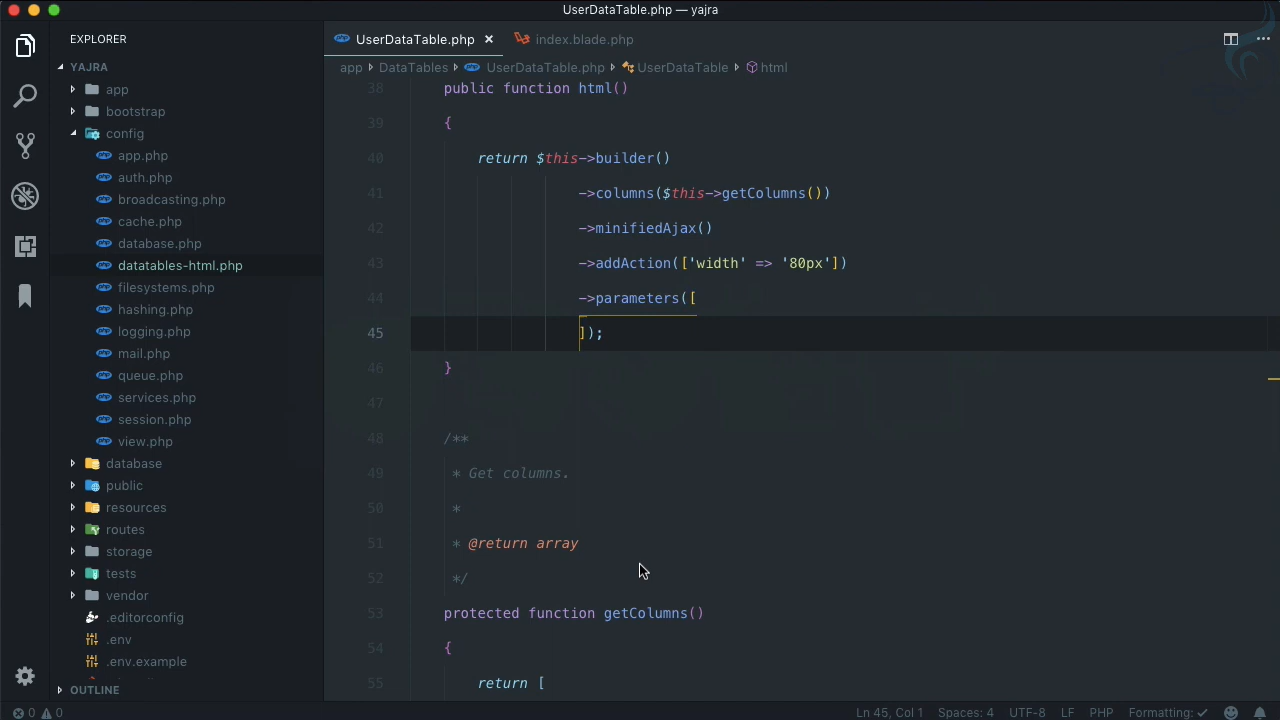 UserDataTable.php — yajra
EXPLORER
UserDataTable.php ×
index.blade.php
YAJRA
app
bootstrap
config
app.php
auth.php
broadcasting.php
cache.php
database.php
datatables-html.php
filesystems.php
hashing.php
logging.php
mail.php
queue.php
services.php
session.php
view.php
database
public
resources
routes
storage
tests
vendor
.editorconfig
.env
.env.example
OUTLINE
app DataTables UserDataTable.php UserDataTable html
38 public function html()
39 {
40 return $this->builder()
41 ->columns($this->getColumns())
42 ->minifiedAjax()
43 ->addAction(['width' => '80px'])
44 ->parameters([
45 ]);
46 }
47
48 /**
49 * Get columns.
50 *
51 * @return array
52 */
53 protected function getColumns()
54 {
55 return [
0 0
Ln 45, Col 1 Spaces: 4 UTF-8 LF PHP Formatting: ✓